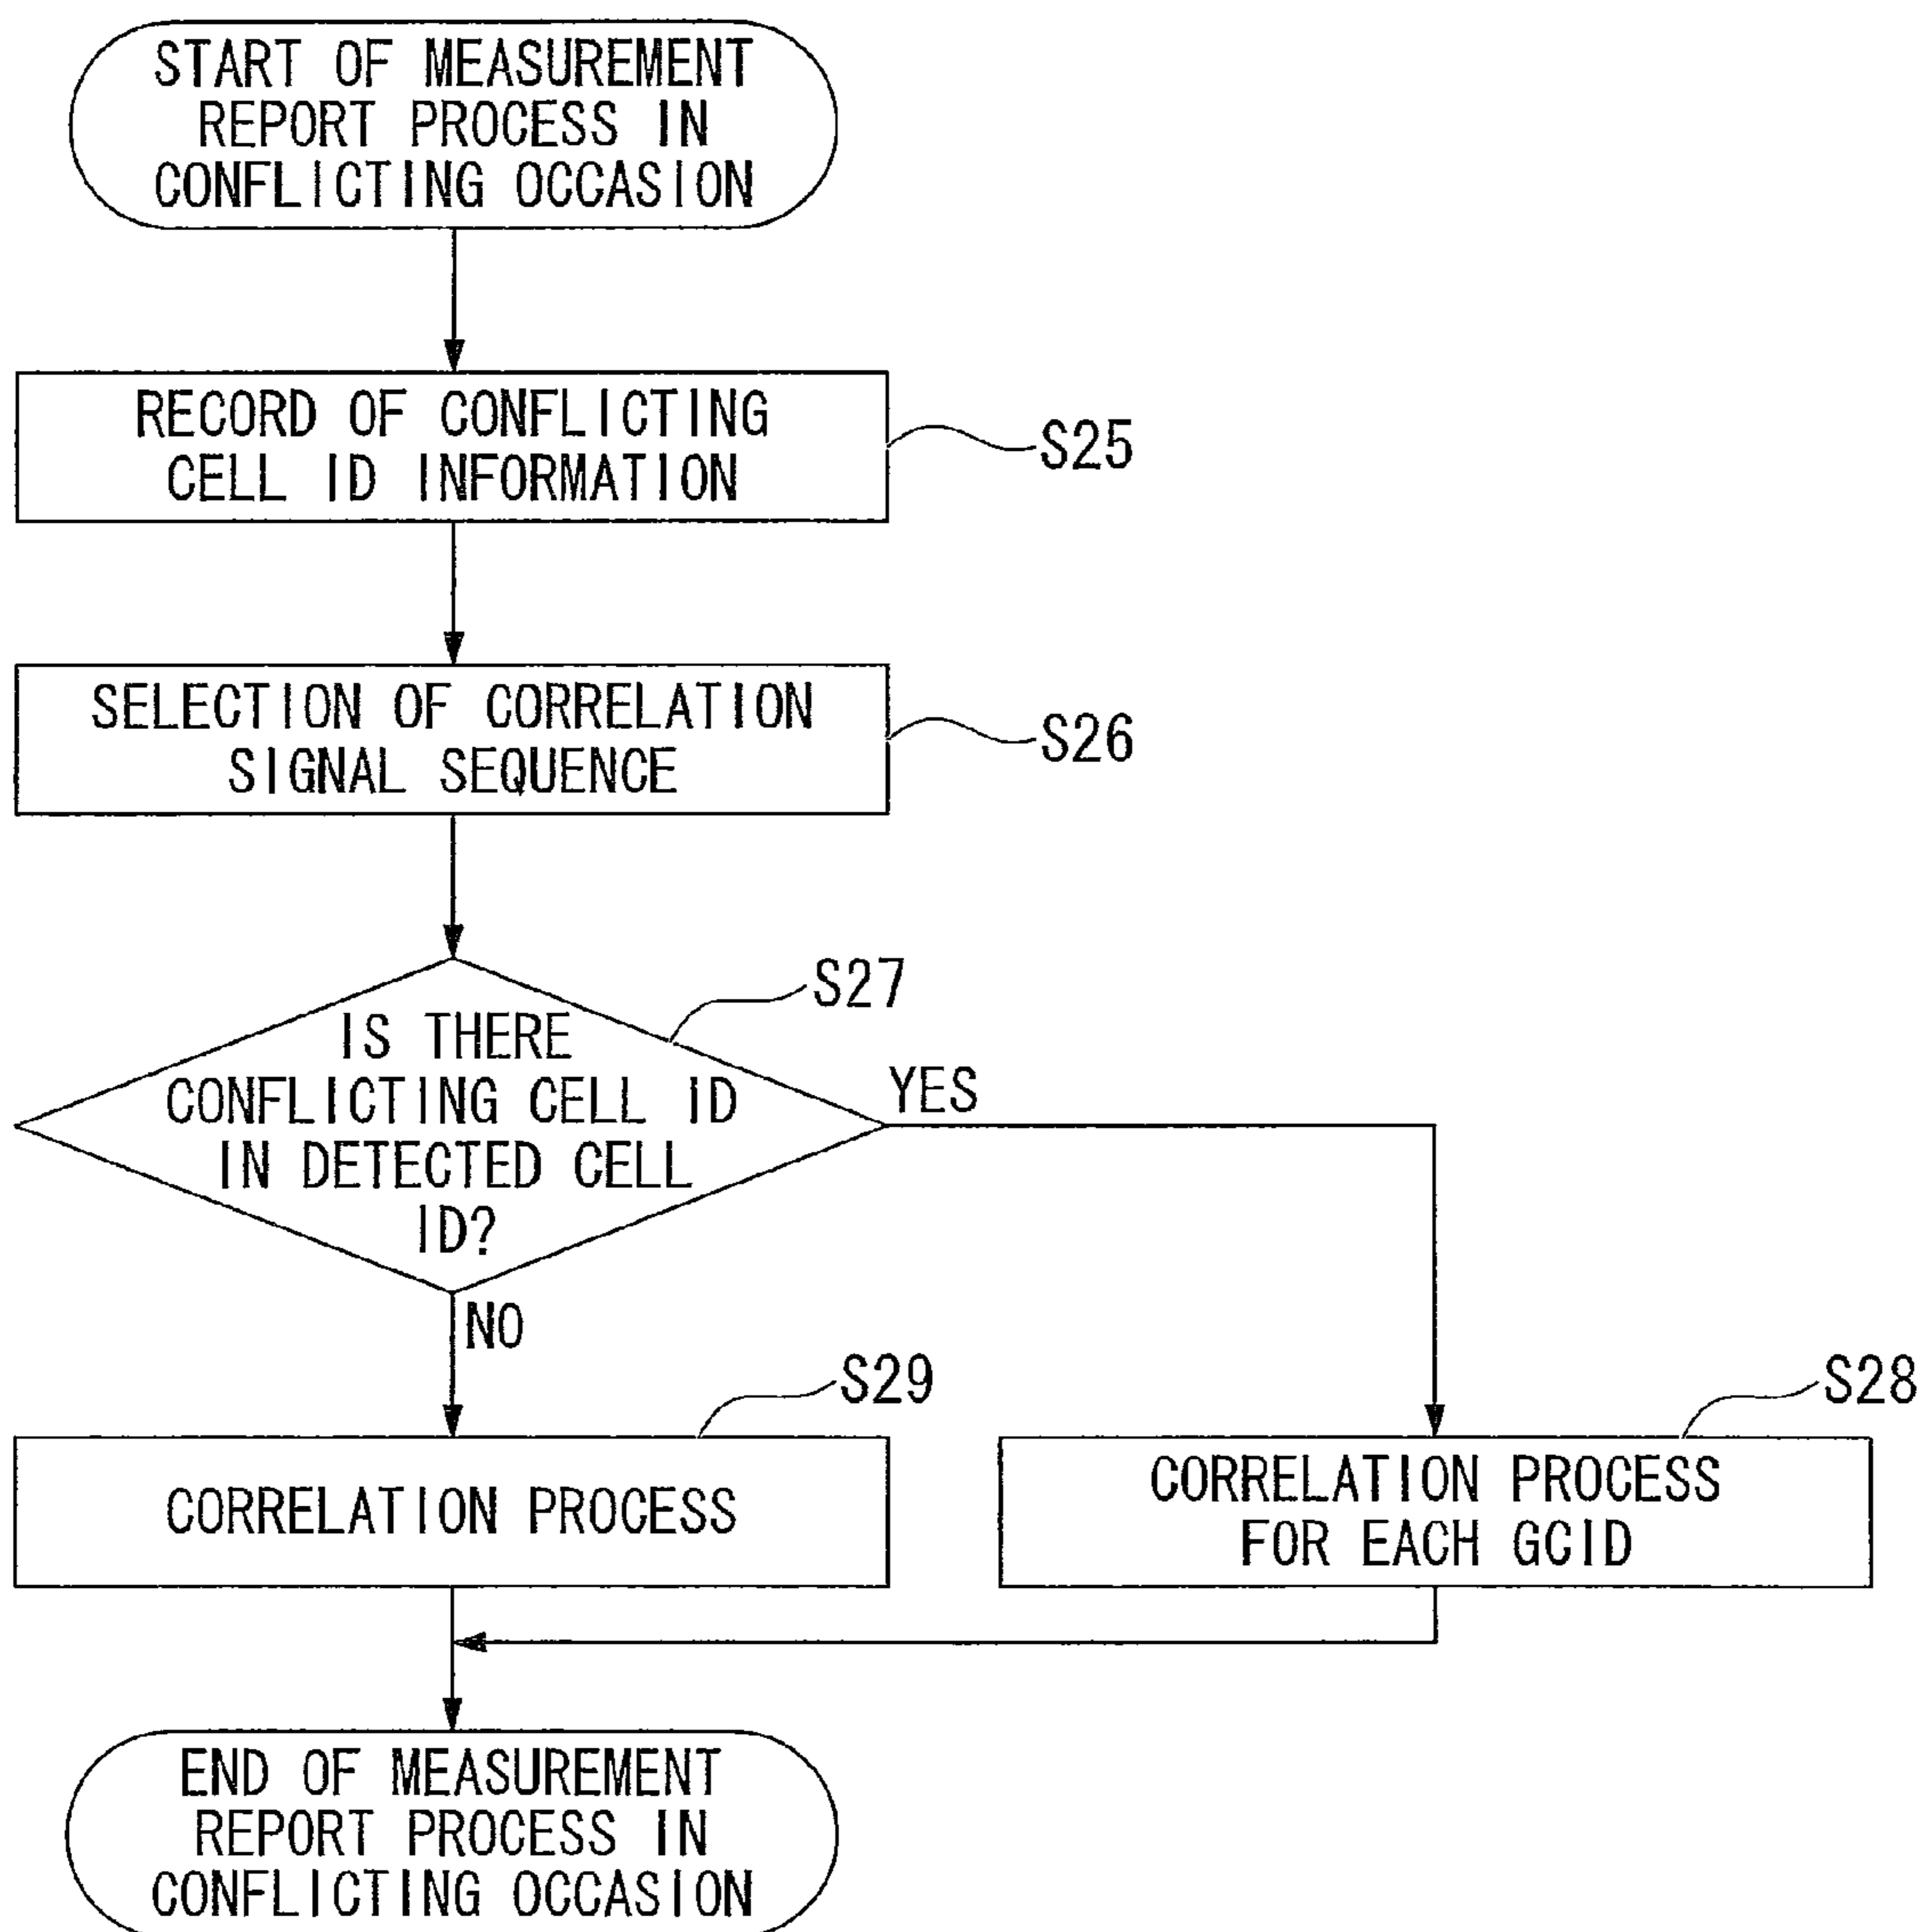 START OF MEASUREMENT
REPORT PROCESS IN
CONFLICTING OCCASION
RECORD OF CONFLICTING
CELL ID INFORMATION
S25
SELECTION OF CORRELATION
SIGNAL SEQUENCE
S26
S27
IS THERE
CONFLICTING CELL ID
IN DETECTED CELL
ID?
YES
NO
S29
CORRELATION PROCESS
S28
CORRELATION PROCESS
FOR EACH GCID
END OF MEASUREMENT
REPORT PROCESS IN
CONFLICTING OCCASION